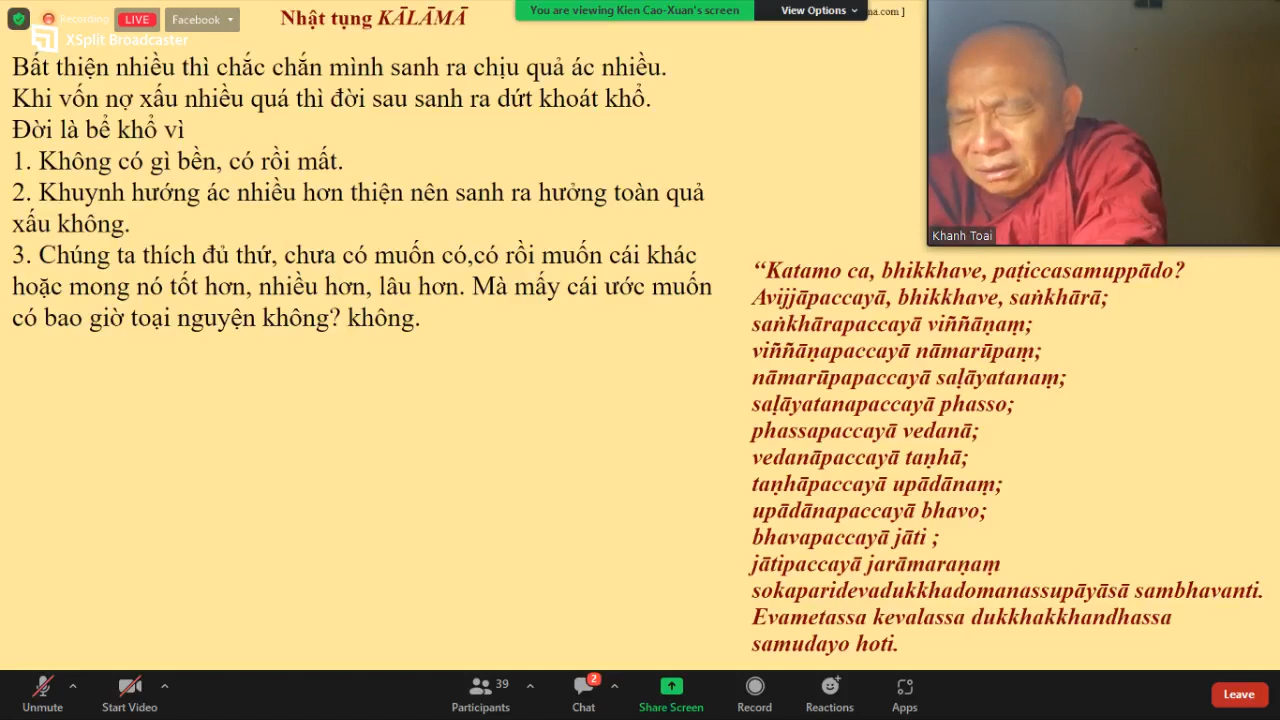 Recording
LIVE
Facebook
XSplit Broadcaster
Nhật tụng KĀLĀMĀ
You are viewing Kien Cao-Xuan's screen
View Options
na.com ]
Bất thiện nhiều thì chắc chắn mình sanh ra chịu quả ác nhiều.
Khi vốn nợ xấu nhiều quá thì đời sau sanh ra dứt khoát khổ.
Đời là bể khổ vì
1. Không có gì bền, có rồi mất.
2. Khuynh hướng ác nhiều hơn thiện nên sanh ra hưởng toàn quả
xấu không.
3. Chúng ta thích đủ thứ, chưa có muốn có,có rồi muốn cái khác
hoặc mong nó tốt hơn, nhiều hơn, lâu hơn. Mà mấy cái ước muốn
có bao giờ toại nguyện không? không.
Khanh Toai
“Katamo ca, bhikkhave, paṭiccasamuppādo?
Avijjāpaccayā, bhikkhave, saṅkhārā;
saṅkhārapaccayā viññāṇaṃ;
viññāṇapaccayā nāmarūpaṃ;
nāmarūpapaccayā saḷāyatanaṃ;
saḷāyatanapaccayā phasso;
phassapaccayā vedanā;
vedanāpaccayā taṇhā;
taṇhāpaccayā upādānaṃ;
upādānapaccayā bhavo;
bhavapaccayā jāti ;
jātipaccayā jarāmaraṇaṃ
sokaparidevadukkhadomanassupāyāsā sambhavanti.
Evametassa kevalassa dukkhakkhandhassa
samudayo hoti.
Unmute
Start Video
39
Participants
2
Chat
Share Screen
Record
Reactions
Apps
Leave